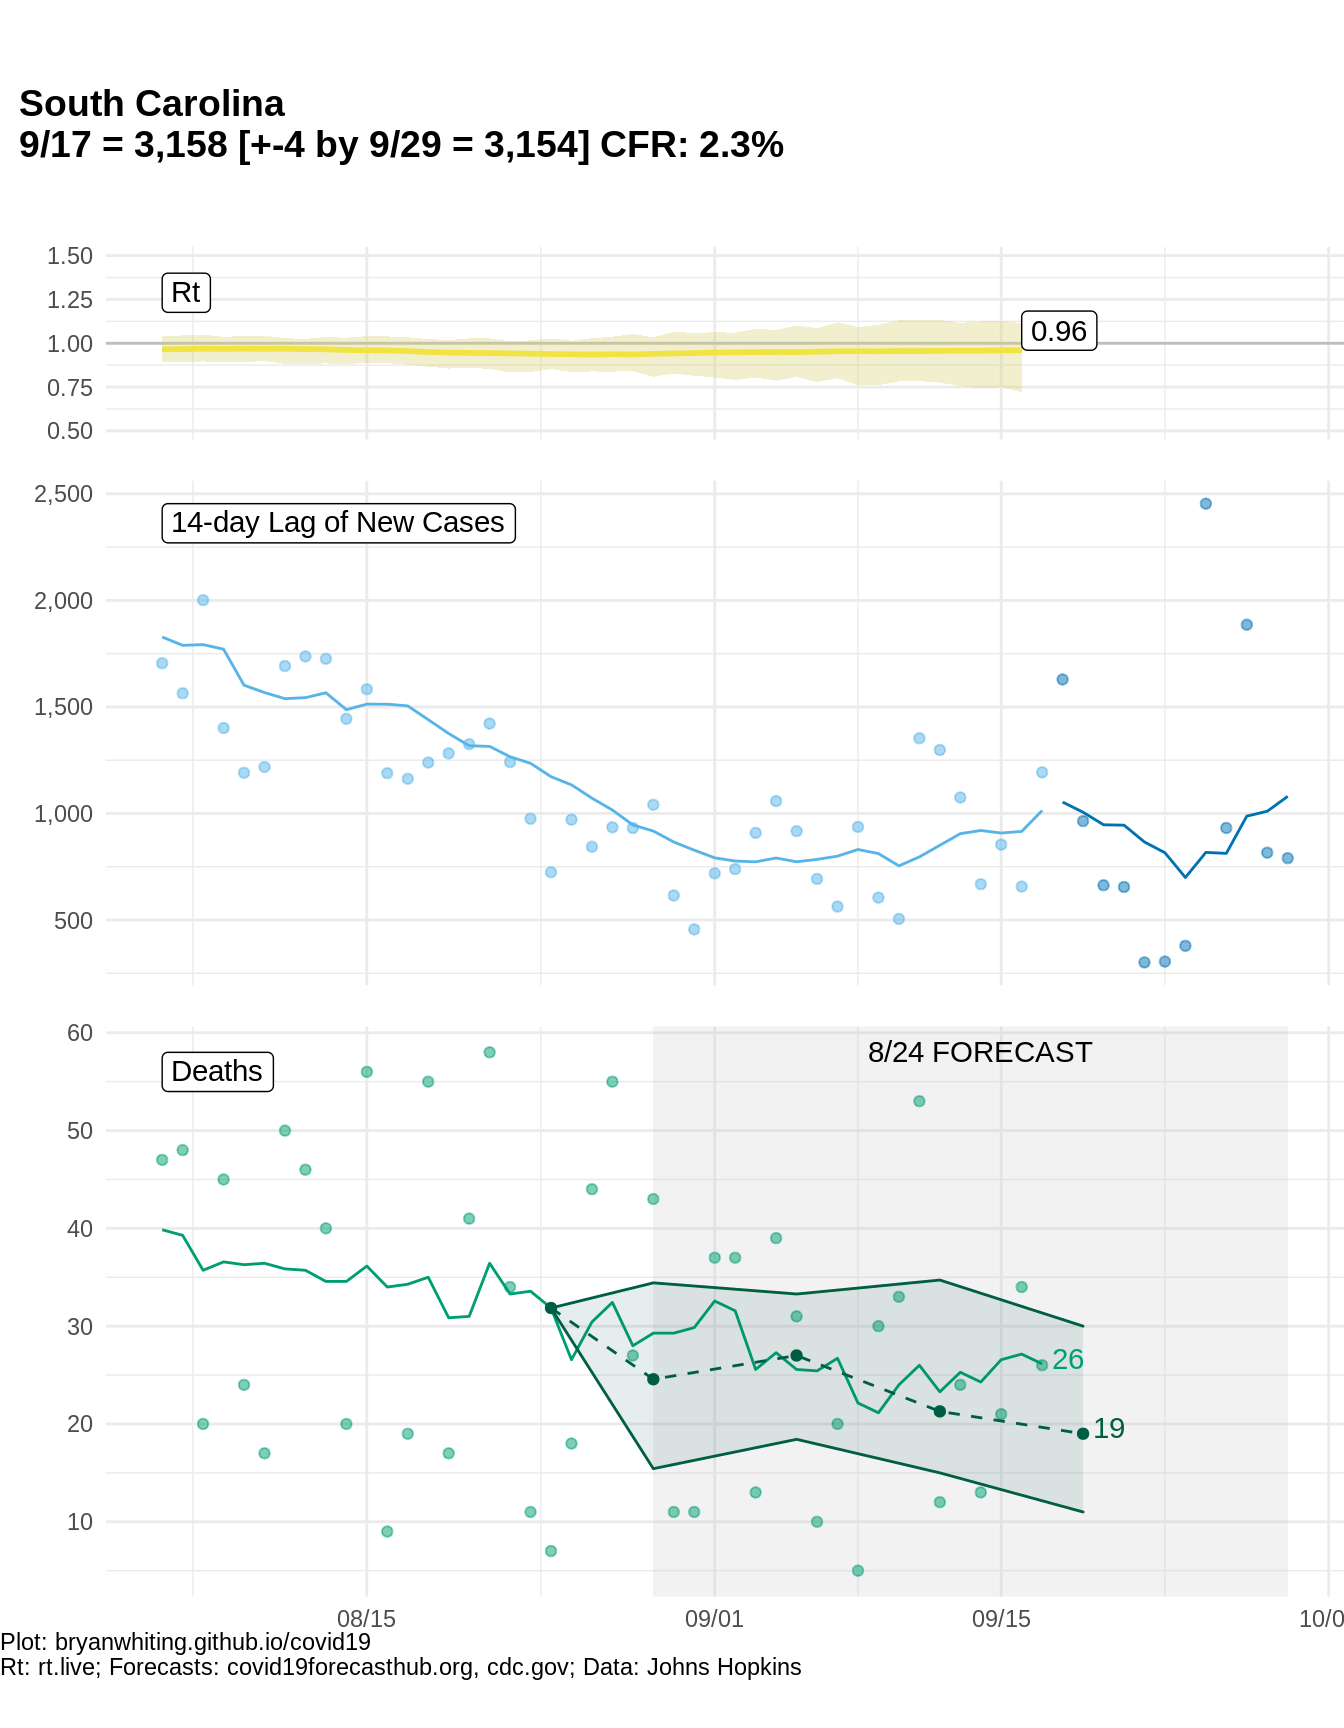 South Carolina
9/17 = 3,158 [+-4 by 9/29 = 3,154] CFR: 2.3%
1.50
1.25
1.00
0.75
0.50
Rt
0.96
2,500
2,000
1,500
1,000
500
14-day Lag of New Cases
60
50
40
30
20
10
Deaths
8/24 FORECAST
26
19
08/15
09/01
09/15
10/0
Plot: bryanwhiting.github.io/covid19
Rt: rt.live; Forecasts: covid19forecasthub.org, cdc.gov; Data: Johns Hopkins